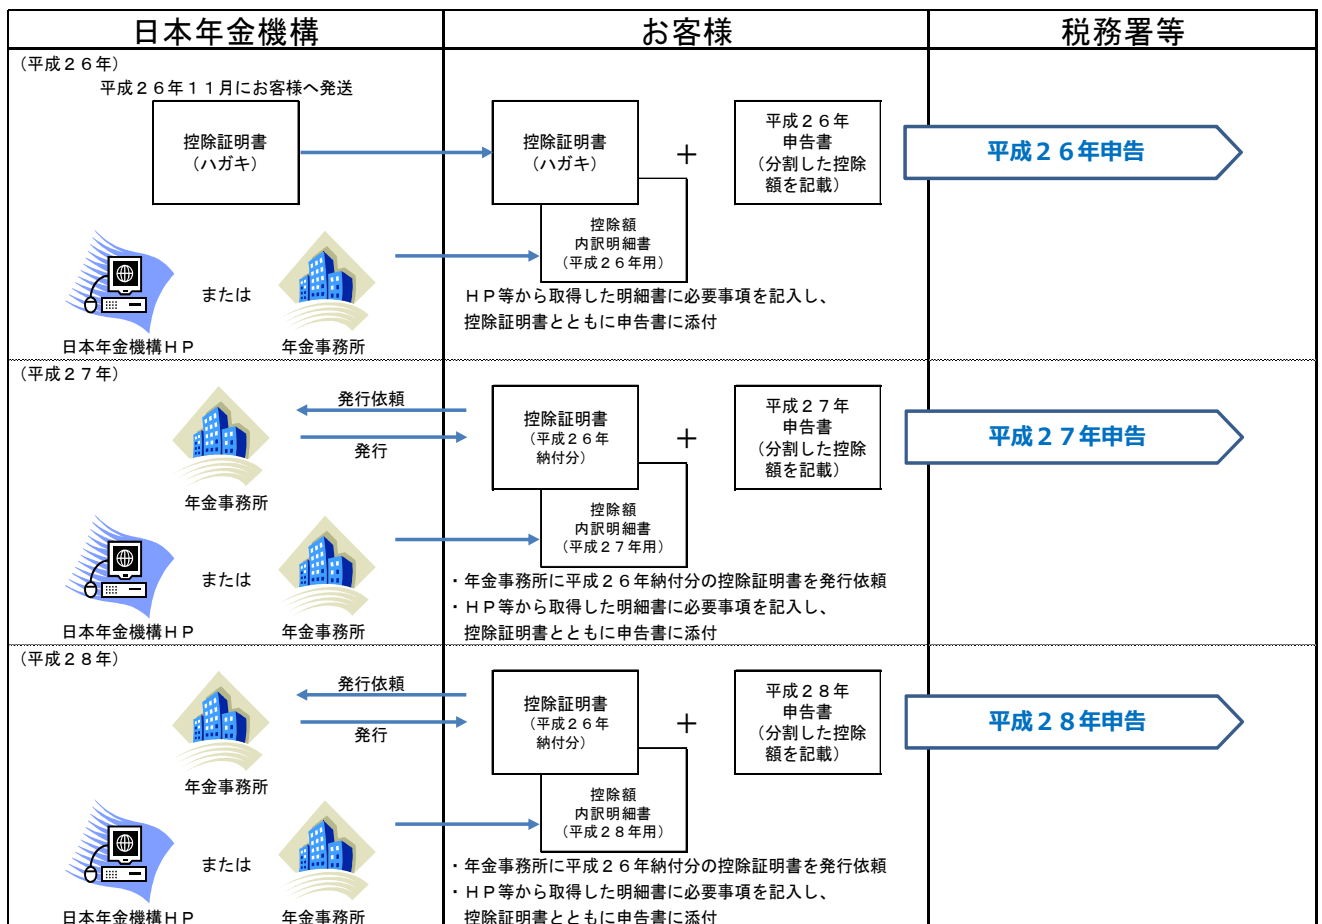 日本年金機構
お客様
税務署等
（平成２６年）
平成２６年１１月にお客様へ発送
控除証明書
（ハガキ）
控除証明書
（ハガキ）
＋
平成２６年
申告書
（分割した控除
額を記載）
平成２６年申告
控除額
内訳明細書
（平成２６年用）
または
日本年金機構ＨＰ
年金事務所
ＨＰ等から取得した明細書に必要事項を記入し、
控除証明書とともに申告書に添付
（平成２７年）
発行依頼
発行
年金事務所
控除証明書
（平成２６年
納付分）
＋
平成２７年
申告書
（分割した控除
額を記載）
平成２７年申告
控除額
内訳明細書
（平成２７年用）
または
日本年金機構ＨＰ
年金事務所
・年金事務所に平成２６年納付分の控除証明書を発行依頼
・ＨＰ等から取得した明細書に必要事項を記入し、
控除証明書とともに申告書に添付
（平成２８年）
発行依頼
発行
年金事務所
控除証明書
（平成２６年
納付分）
＋
平成２８年
申告書
（分割した控除
額を記載）
平成２８年申告
控除額
内訳明細書
（平成２８年用）
または
日本年金機構ＨＰ
年金事務所
・年金事務所に平成２６年納付分の控除証明書を発行依頼
・ＨＰ等から取得した明細書に必要事項を記入し、
控除証明書とともに申告書に添付